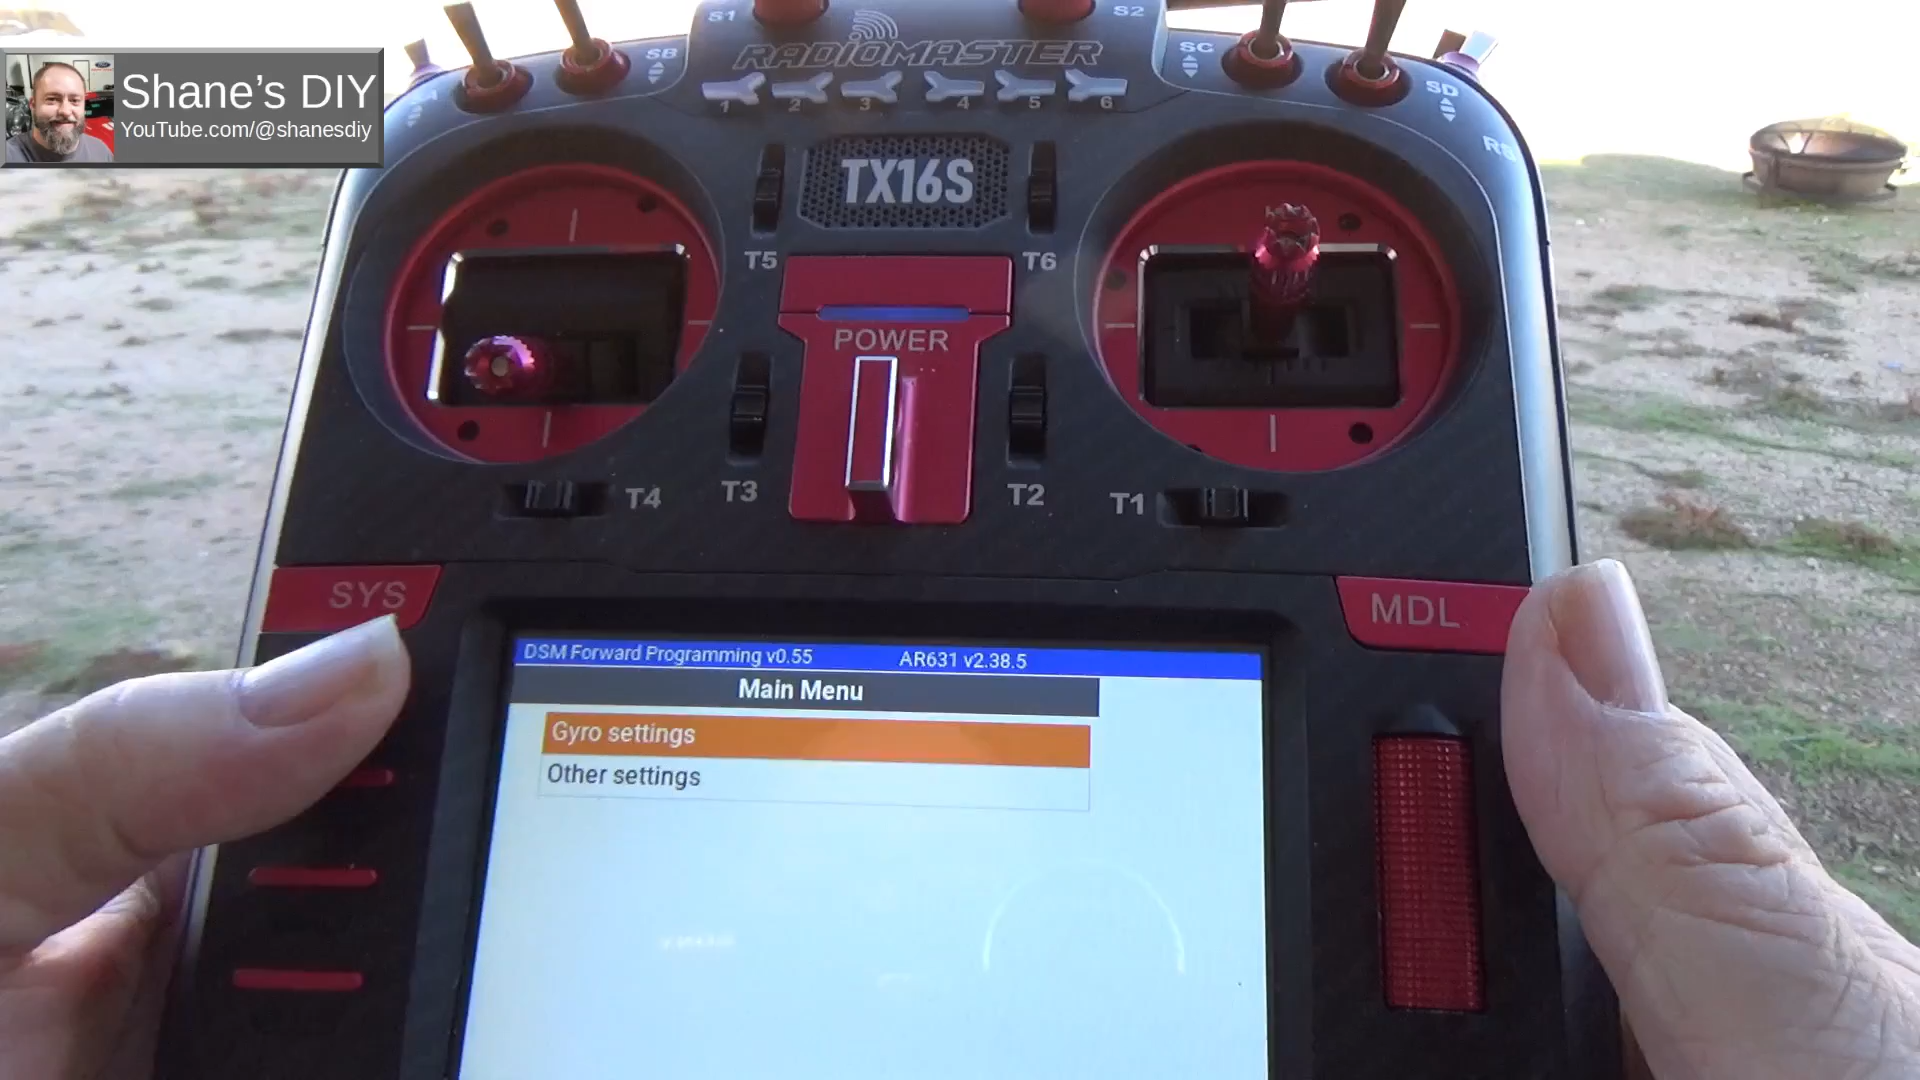 Shane's DIY
YouTube.com/@shanesdiy
S1
S2
RADIOMASTER
SB
SC
SD
1 2 3 4 5 6
TX16S
T5
T6
POWER
T4
T3
T2
T1
SYS
MDL
DSM Forward Programming v0.55
AR631 v2.38.5
Main Menu
Gyro settings
Other settings